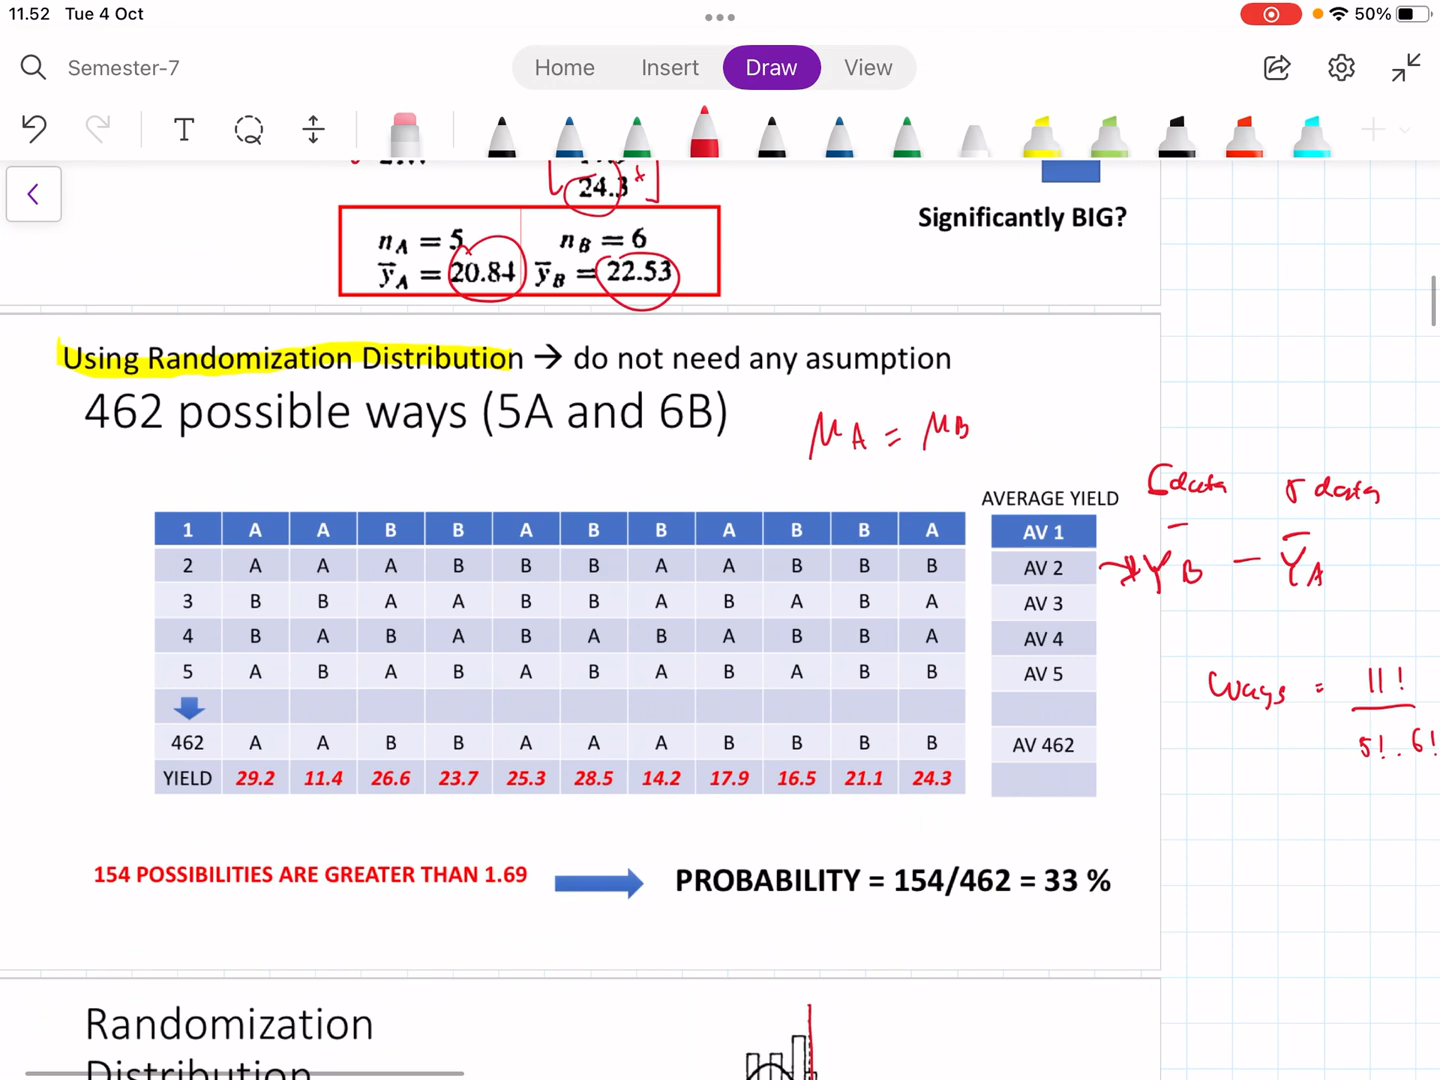 11.52 Tue 4 Oct
50%
Semester-7
Home Insert Draw View
T
24.3 *
nA = 5 nB = 6
ȳA = 20.84 ȳB = 22.53
Significantly BIG?
Using Randomization Distribution → do not need any asumption
462 possible ways (5A and 6B)
μA = μB
5 data
AVERAGE YIELD
1 A A B B A B B A B B A AV 1
2 A A A B B B A A B B B AV 2
ȲB - ȲA
3 B B A A B B A B A B A AV 3
4 B A B A B A B A B B A AV 4
5 A B A B A B A B A B B AV 5
Ways = 11! / 5! . 6!
462 A A B B A A A B B B B AV 462
YIELD 29.2 11.4 26.6 23.7 25.3 28.5 14.2 17.9 16.5 21.1 24.3
154 POSSIBILITIES ARE GREATER THAN 1.69
PROBABILITY = 154/462 = 33 %
Randomization
Distribution